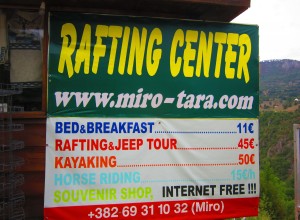 RAFTING CENTER
www.miro-tara.com
BED&BREAKFAST 11€
RAFTING&JEEP TOUR 45€
KAYAKING 50€
HORSE RIDING 15€/h
SOUVENIR SHOP, INTERNET FREE !!!
+382 69 31 10 32 (Miro)